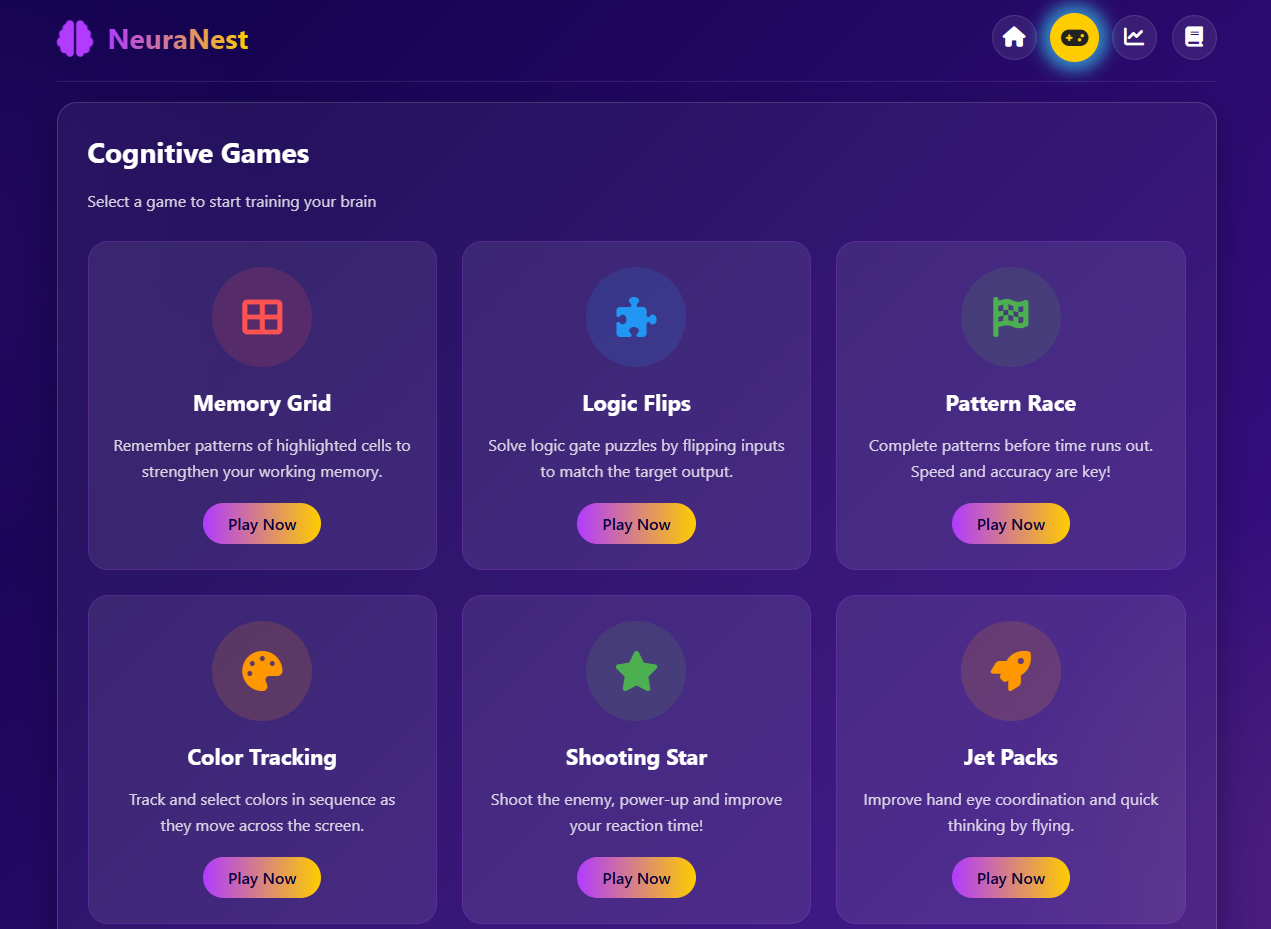 NeuraNest
Cognitive Games
Select a game to start training your brain
Memory Grid
Remember patterns of highlighted cells to
strengthen your working memory.
Play Now
Logic Flips
Solve logic gate puzzles by flipping inputs
to match the target output.
Play Now
Pattern Race
Complete patterns before time runs out.
Speed and accuracy are key!
Play Now
Color Tracking
Track and select colors in sequence as
they move across the screen.
Play Now
Shooting Star
Shoot the enemy, power-up and improve
your reaction time!
Play Now
Jet Packs
Improve hand eye coordination and quick
thinking by flying.
Play Now